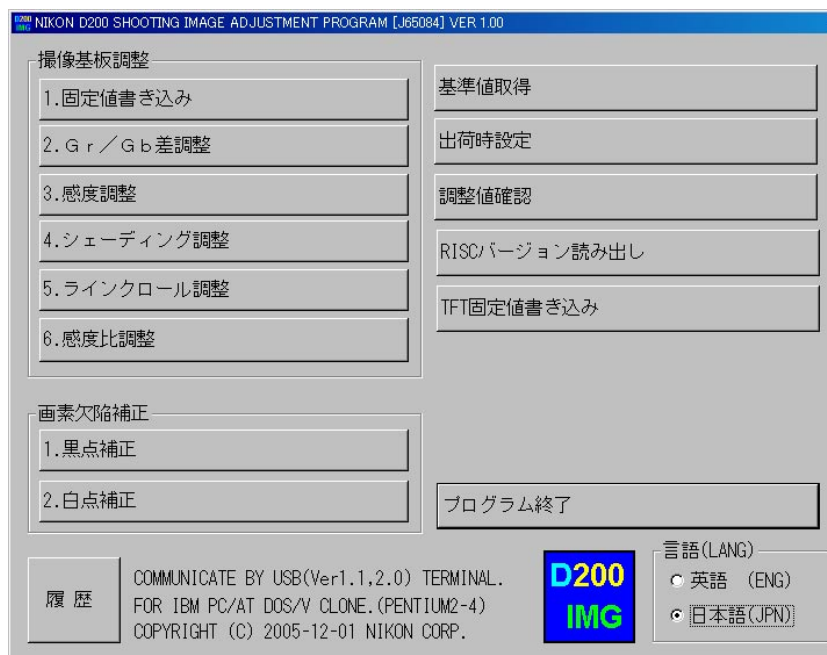 D200 IMG NIKON D200 SHOOTING IMAGE ADJUSTMENT PROGRAM [J65084] VER 1.00
撮像基板調整
1.固定値書き込み
2.Ｇｒ／Ｇｂ差調整
3.感度調整
4.シェーディング調整
5.ラインクロール調整
6.感度比調整
画素欠陥補正
1.黒点補正
2.白点補正
基準値取得
出荷時設定
調整値確認
RISCバージョン読み出し
TFT固定値書き込み
プログラム終了
履 歴
COMMUNICATE BY USB(Ver1.1,2.0) TERMINAL.
FOR IBM PC/AT DOS/V CLONE.(PENTIUM2-4)
COPYRIGHT (C) 2005-12-01 NIKON CORP.
D200
IMG
言語(LANG)
英語 (ENG)
日本語(JPN)